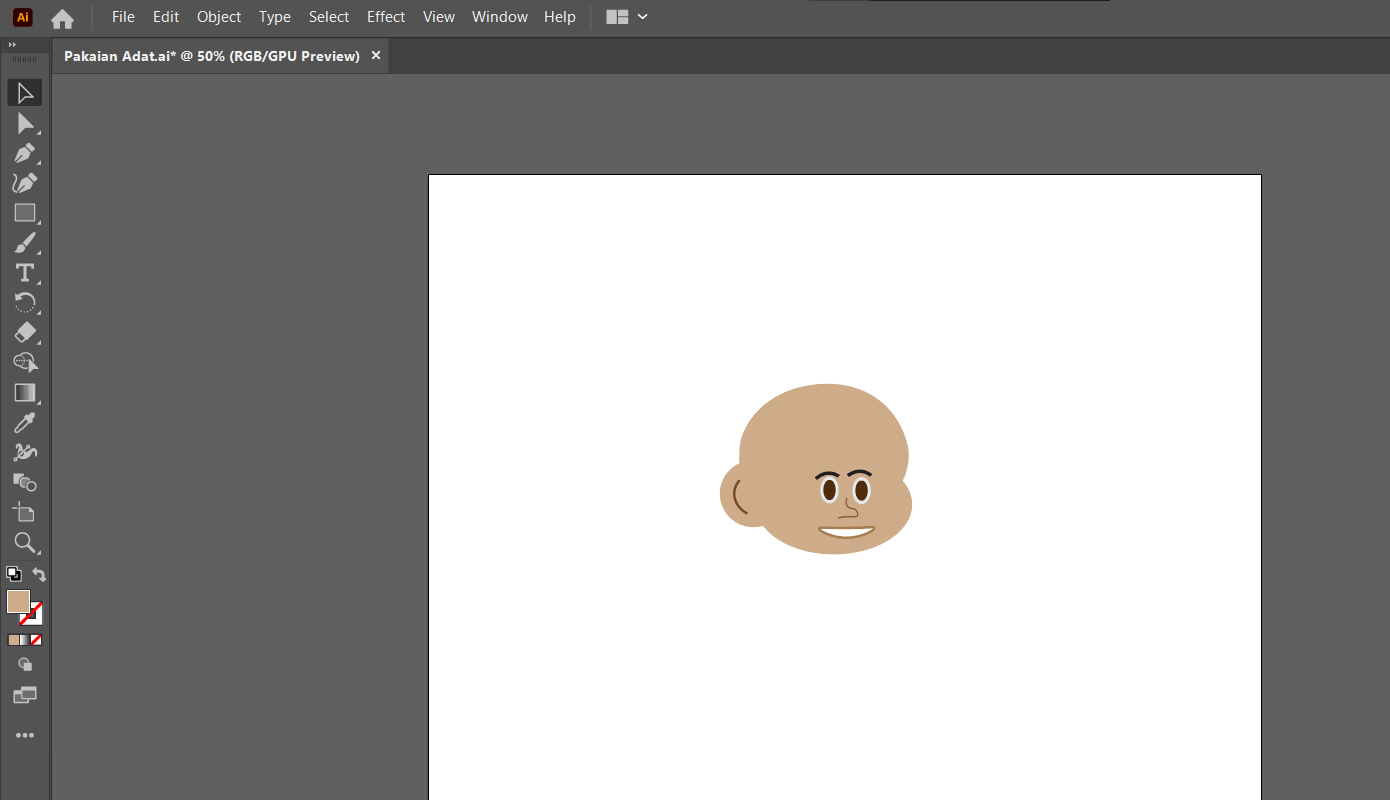 Ai File Edit Object Type Select Effect View Window Help
Pakaian Adat.ai* @ 50% (RGB/GPU Preview) ×